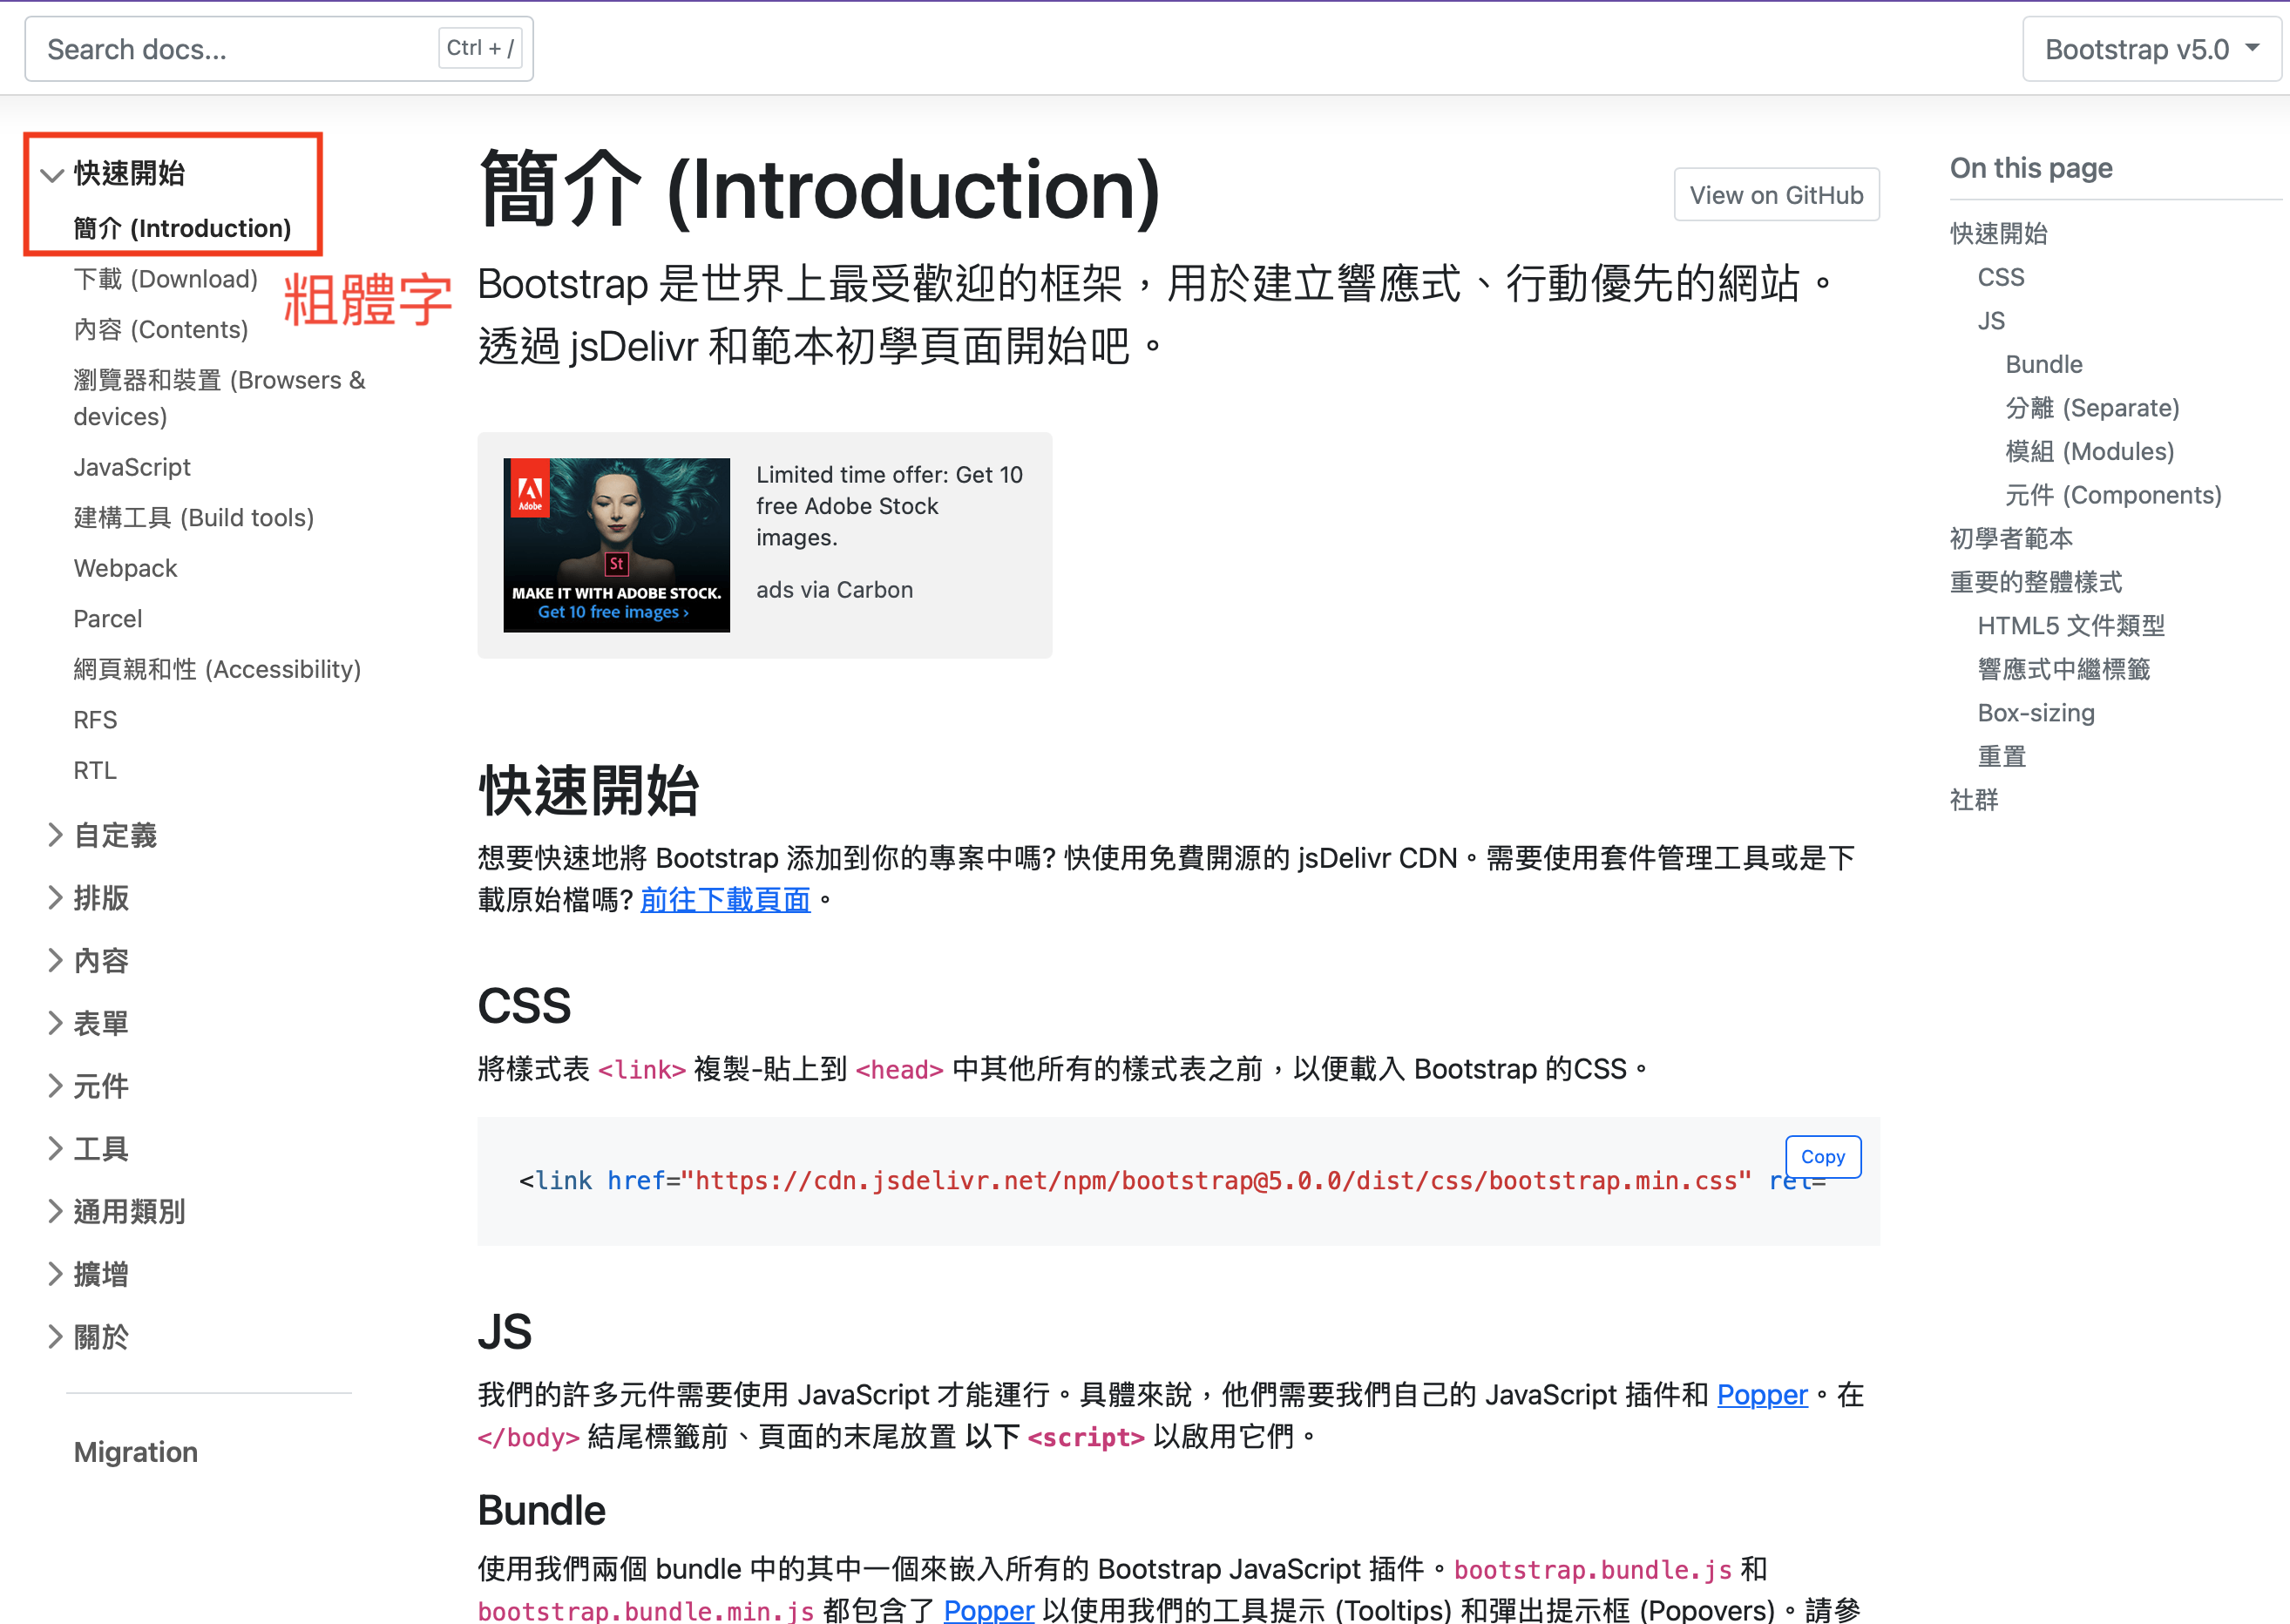 Search docs...
Ctrl + /
Bootstrap v5.0
快速開始
簡介 (Introduction)
下載 (Download)
粗體字
內容 (Contents)
瀏覽器和裝置 (Browsers &
devices)
JavaScript
建構工具 (Build tools)
Webpack
Parcel
網頁親和性 (Accessibility)
RFS
RTL
自定義
排版
內容
表單
元件
工具
通用類別
擴增
關於
Migration
簡介 (Introduction)
View on GitHub
Bootstrap 是世界上最受歡迎的框架，用於建立響應式、行動優先的網站。
透過 jsDelivr 和範本初學頁面開始吧。
Adobe
St
MAKE IT WITH ADOBE STOCK.
Get 10 free images ›
Limited time offer: Get 10
free Adobe Stock
images.
ads via Carbon
快速開始
想要快速地將 Bootstrap 添加到你的專案中嗎? 快使用免費開源的 jsDelivr CDN。需要使用套件管理工具或是下
載原始檔嗎? 前往下載頁面。
CSS
將樣式表 <link> 複製-貼上到 <head> 中其他所有的樣式表之前，以便載入 Bootstrap 的CSS。
Copy
<link href="https://cdn.jsdelivr.net/npm/bootstrap@5.0.0/dist/css/bootstrap.min.css" rel=
JS
我們的許多元件需要使用 JavaScript 才能運行。具體來說，他們需要我們自己的 JavaScript 插件和 Popper。在
</body> 結尾標籤前、頁面的末尾放置 以下 <script> 以啟用它們。
Bundle
使用我們兩個 bundle 中的其中一個來嵌入所有的 Bootstrap JavaScript 插件。bootstrap.bundle.js 和
bootstrap.bundle.min.js 都包含了 Popper 以使用我們的工具提示 (Tooltips) 和彈出提示框 (Popovers)。請參
On this page
快速開始
CSS
JS
Bundle
分離 (Separate)
模組 (Modules)
元件 (Components)
初學者範本
重要的整體樣式
HTML5 文件類型
響應式中繼標籤
Box-sizing
重置
社群